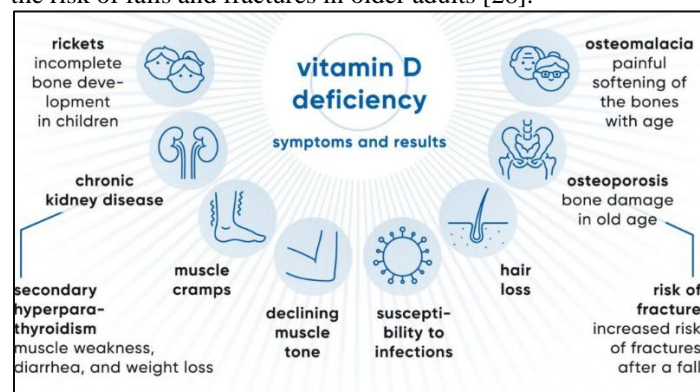 the risk of falls and fractures in older adults [28].
vitamin D
deficiency
symptoms and results
rickets
incomplete
bone deve-
lopment
in children
chronic
kidney disease
secondary
hyperpara-
thyroidism
muscle weakness,
diarrhea, and weight loss
muscle
cramps
declining
muscle
tone
suscepti-
bility to
infections
hair
loss
osteomalacia
painful
softening of
the bones
with age
osteoporosis
bone damage
in old age
risk of
fracture
increased risk
of fractures
after a fall